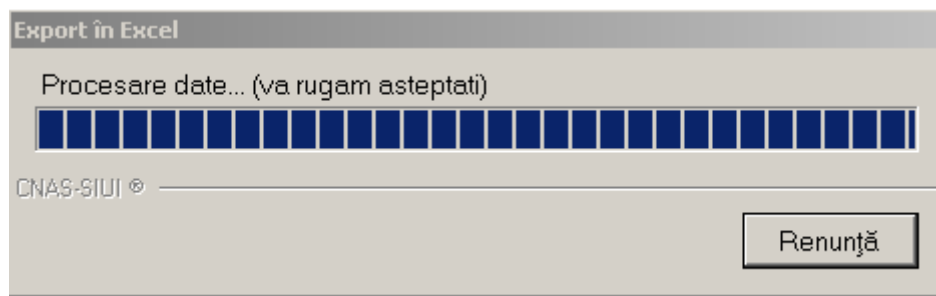 Export în Excel
Procesare date... (va rugam asteptati)
CNAS-SIUI ®
Renunţă